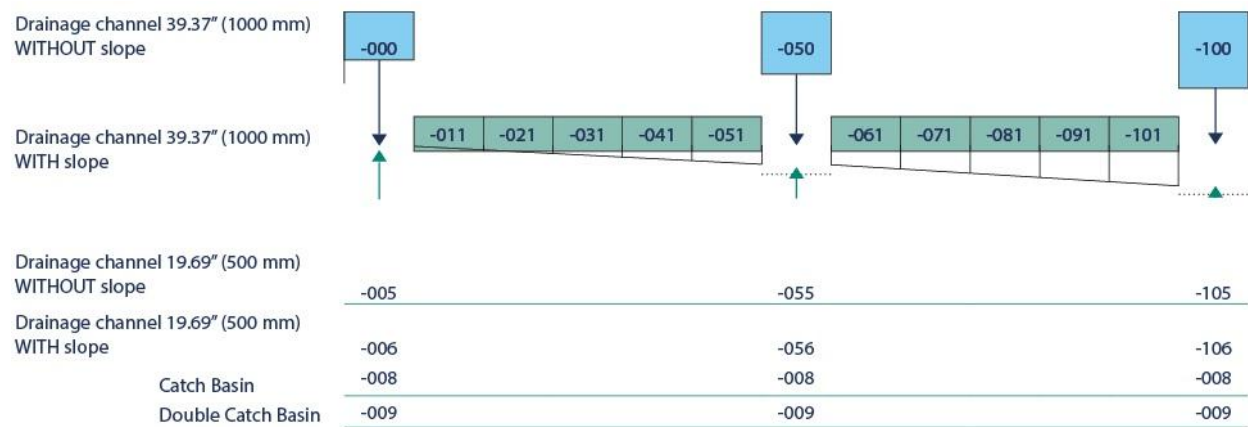 Drainage channel 39.37” (1000 mm)
WITHOUT slope
-000 -050 -100
Drainage channel 39.37” (1000 mm)
WITH slope
-011 -021 -031 -041 -051 -061 -071 -081 -091 -101
Drainage channel 19.69” (500 mm)
WITHOUT slope
-005 -055 -105
Drainage channel 19.69” (500 mm)
WITH slope
-006 -056 -106
Catch Basin -008 -008 -008
Double Catch Basin -009 -009 -009